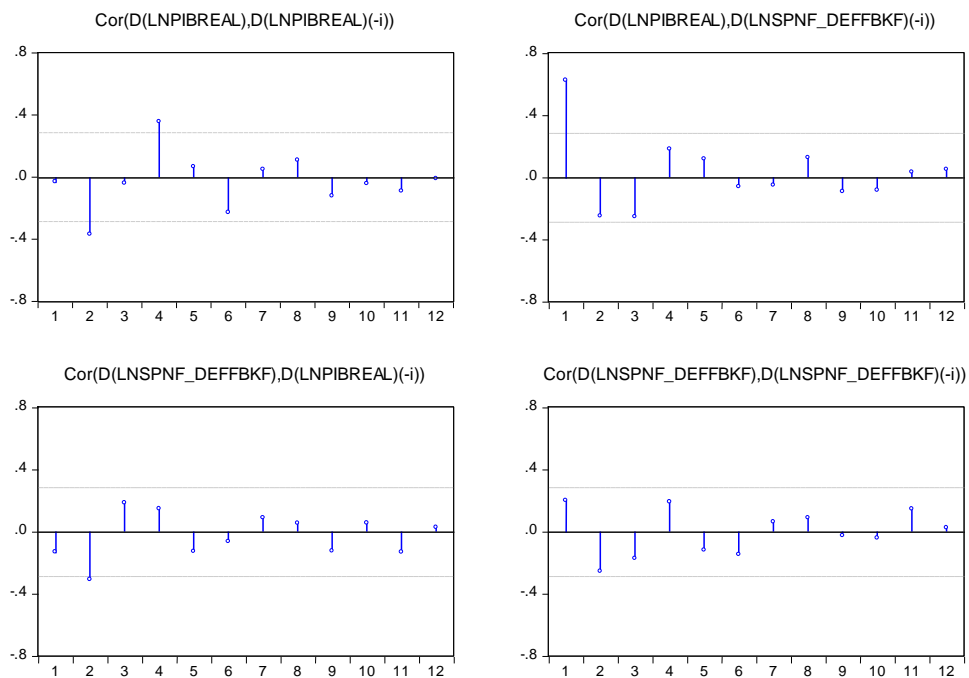 Cor(D(LNPIBREAL),D(LNPIBREAL)(-i))
.8
.4
.0
-.4
-.8
1 2 3 4 5 6 7 8 9 10 11 12
Cor(D(LNPIBREAL),D(LNSPNF_DEFFBKF)(-i))
.8
.4
.0
-.4
-.8
1 2 3 4 5 6 7 8 9 10 11 12
Cor(D(LNSPNF_DEFFBKF),D(LNPIBREAL)(-i))
.8
.4
.0
-.4
-.8
1 2 3 4 5 6 7 8 9 10 11 12
Cor(D(LNSPNF_DEFFBKF),D(LNSPNF_DEFFBKF)(-i))
.8
.4
.0
-.4
-.8
1 2 3 4 5 6 7 8 9 10 11 12